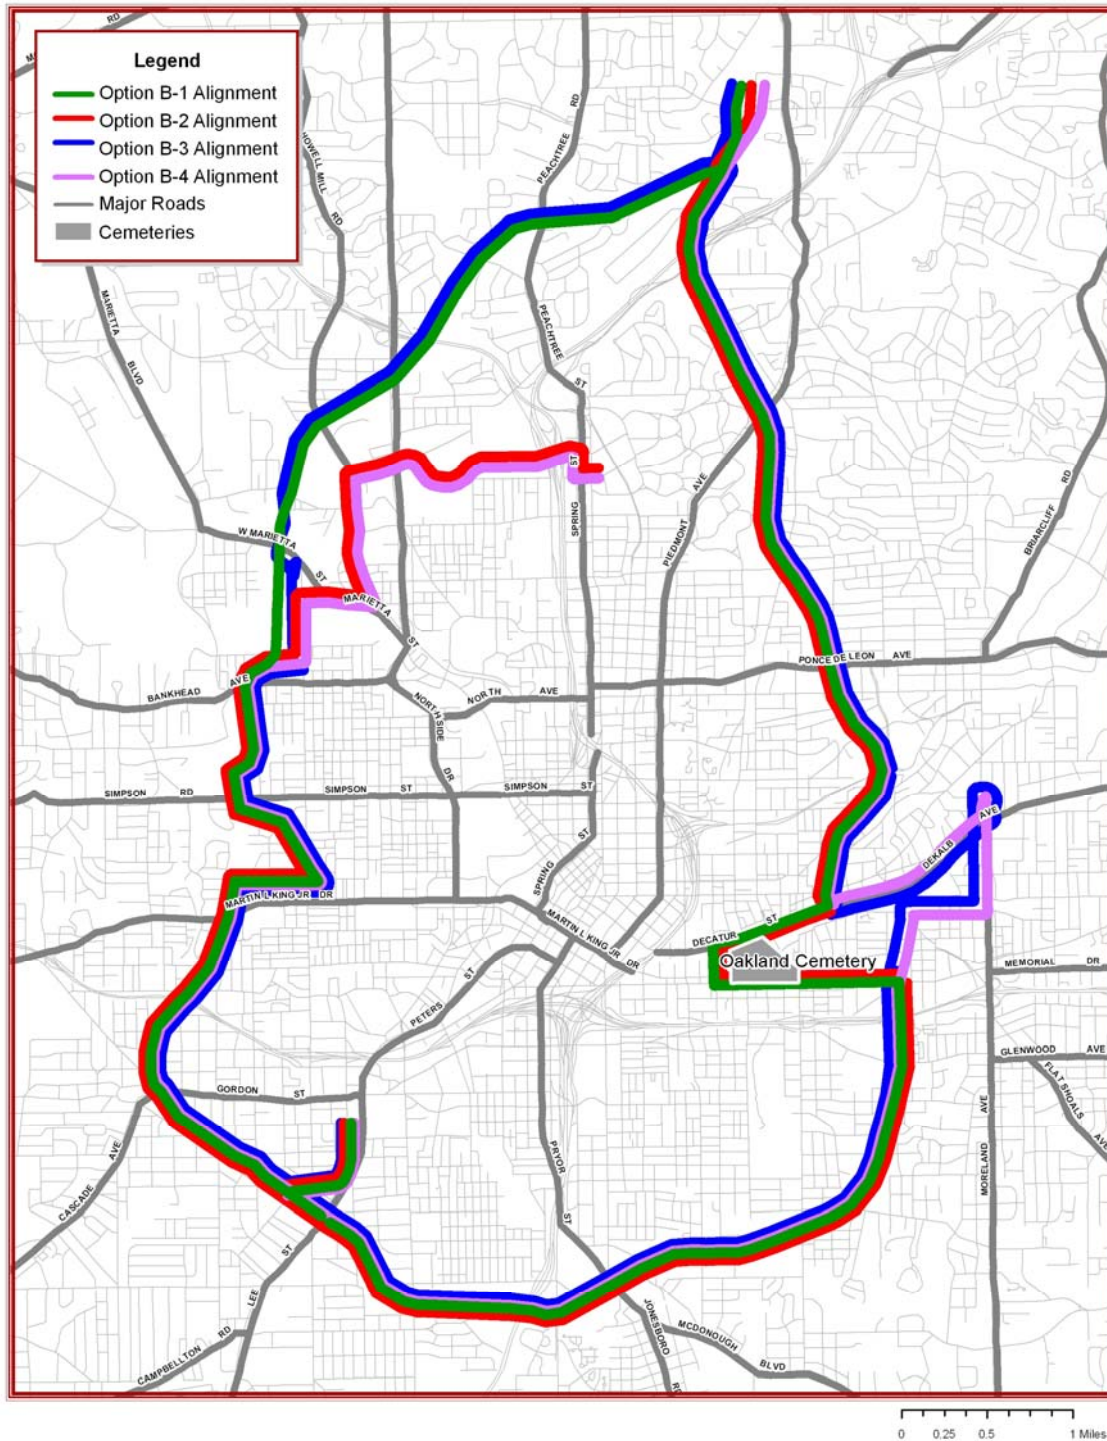 Legend
Option B-1 Alignment
Option B-2 Alignment
Option B-3 Alignment
Option B-4 Alignment
Major Roads
Cemeteries
RD
HOWELL MILL
RD
PEACHTREE
RD
PEACHTREE
ST
MARIETTA
BLVD
ST
SPRING
PIEDMONT
AVE
BRIARCLIFF
RD
W MARIETTA
ST
MARIETTA
ST
PONCE DE LEON AVE
BANKHEAD
AVE
NORTH AVE
NORTH SIDE
DR
SIMPSON RD
SIMPSON ST
SPRING ST
SPRING
ST
DEKALB
AVE
MARTIN L KING JR DR
MARTIN L KING JR DR
DECATUR
ST
Oakland Cemetery
MEMORIAL DR
PETERS
ST
GLENWOOD AVE
FLAT SHOALS
AVE
GORDON ST
CASCADE
AVE
PRYOR
ST
MORELAND
AVE
LEE
ST
CAMPBELLTON
RD
JONESBORO
RD
MCDONOUGH
BLVD
0 0.25 0.5 1 Miles